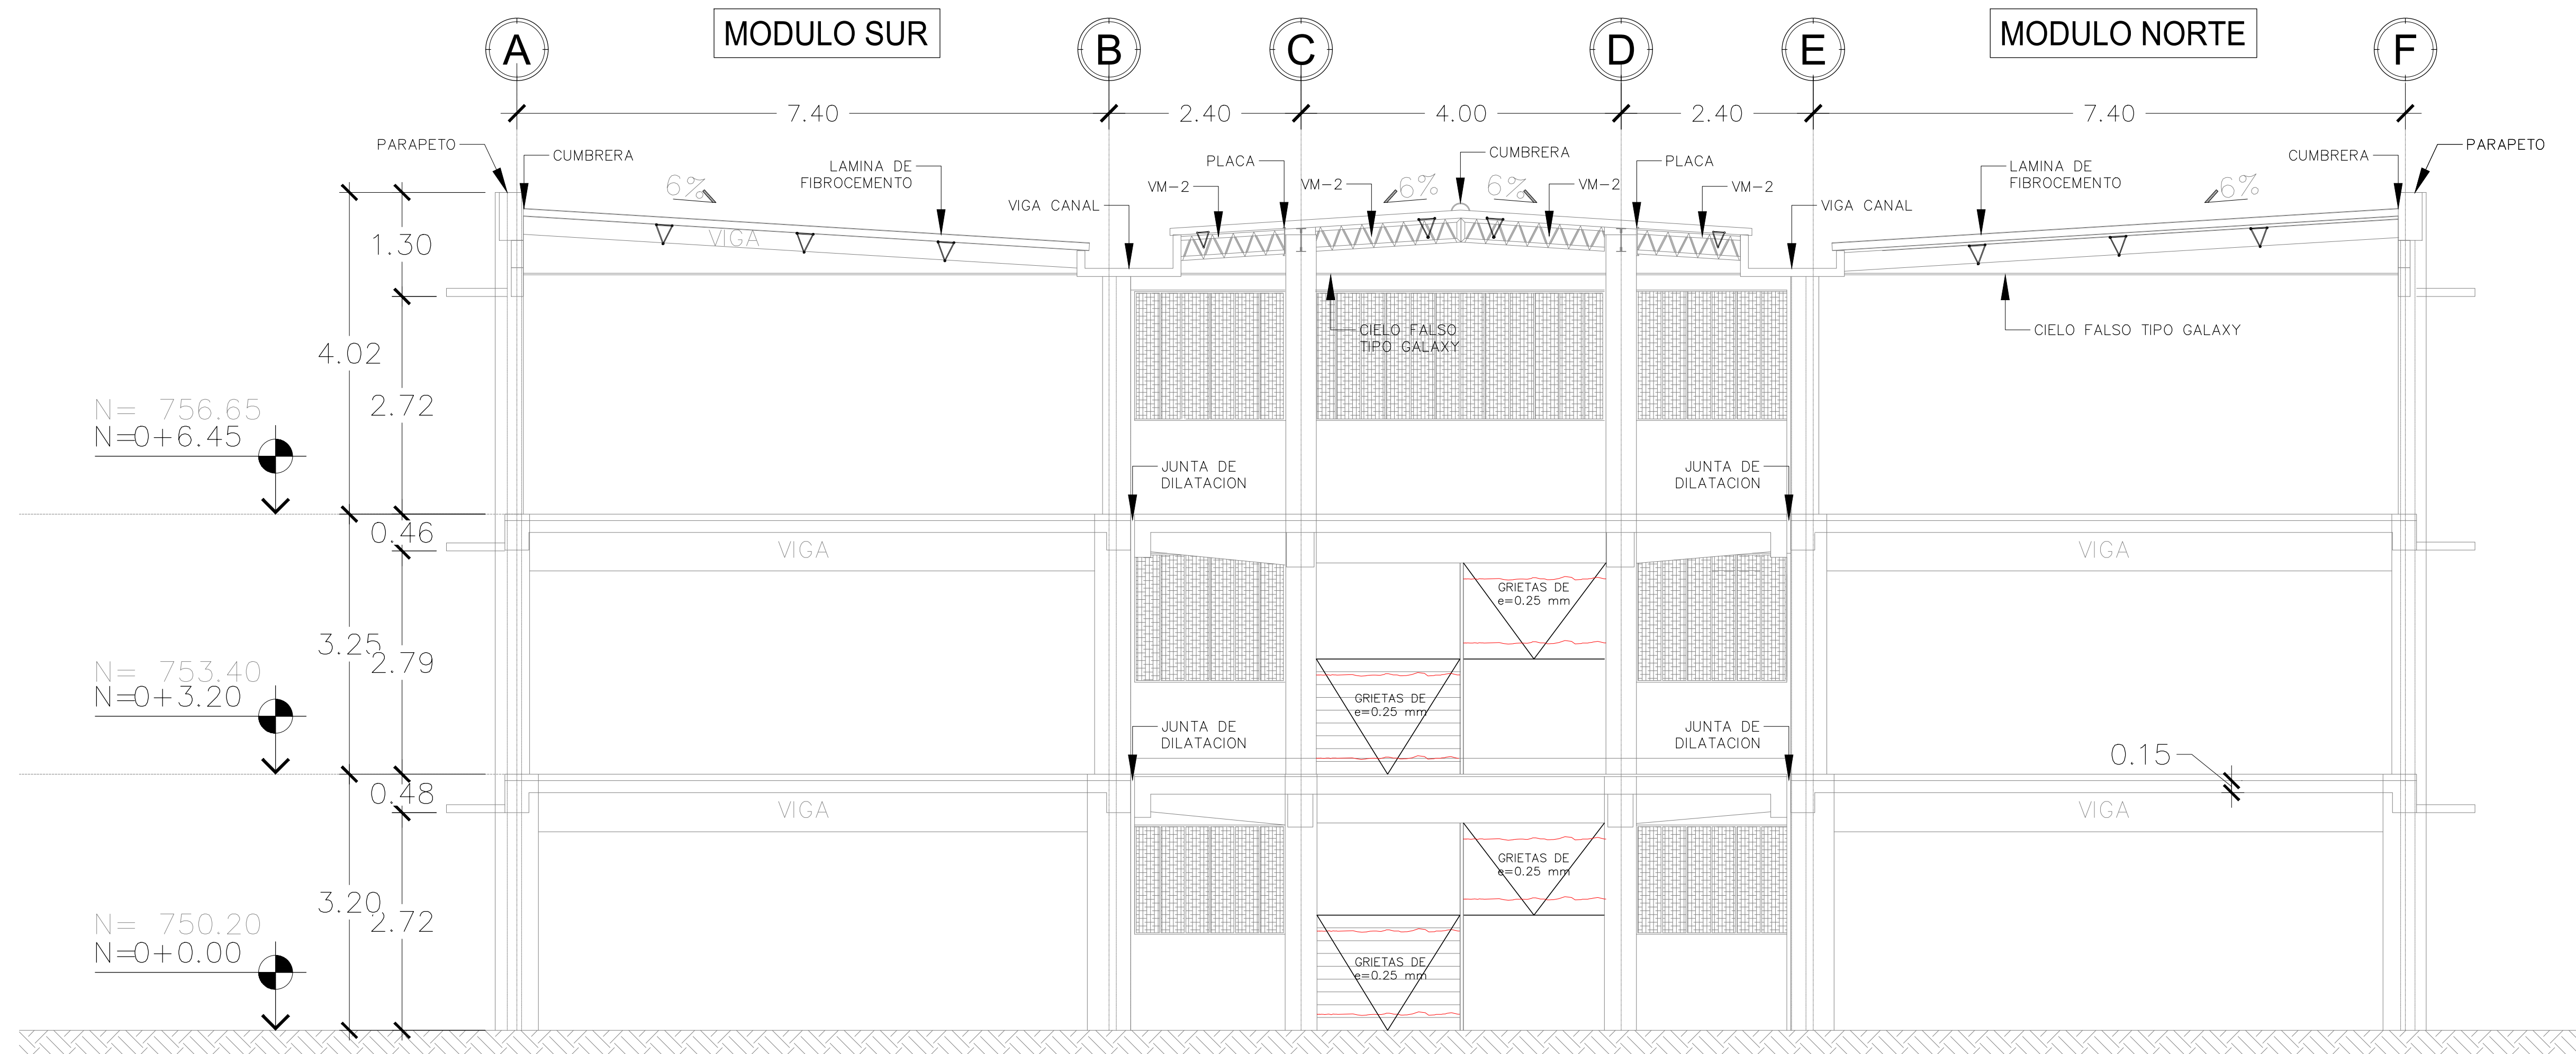 MODULO SUR
MODULO NORTE
A
B
C
D
E
F
7.40
2.40
4.00
2.40
7.40
PARAPETO
CUMBRERA
LAMINA DE
FIBROCEMENTO
6%
VIGA
VIGA CANAL
VM-2
PLACA
VM-2
6%
CUMBRERA
6%
VM-2
PLACA
VM-2
VIGA CANAL
LAMINA DE
FIBROCEMENTO
6%
CUMBRERA
PARAPETO
CIELO FALSO
TIPO GALAXY
CIELO FALSO TIPO GALAXY
1.30
4.02
2.72
N= 756.65
N=0+6.45
JUNTA DE
DILATACION
JUNTA DE
DILATACION
0.46
VIGA
VIGA
GRIETAS DE
e=0.25 mm
3.25
2.79
N= 753.40
N=0+3.20
GRIETAS DE
e=0.25 mm
JUNTA DE
DILATACION
JUNTA DE
DILATACION
0.15
0.48
VIGA
VIGA
GRIETAS DE
e=0.25 mm
3.20
2.72
N= 750.20
N=0+0.00
GRIETAS DE
e=0.25 mm